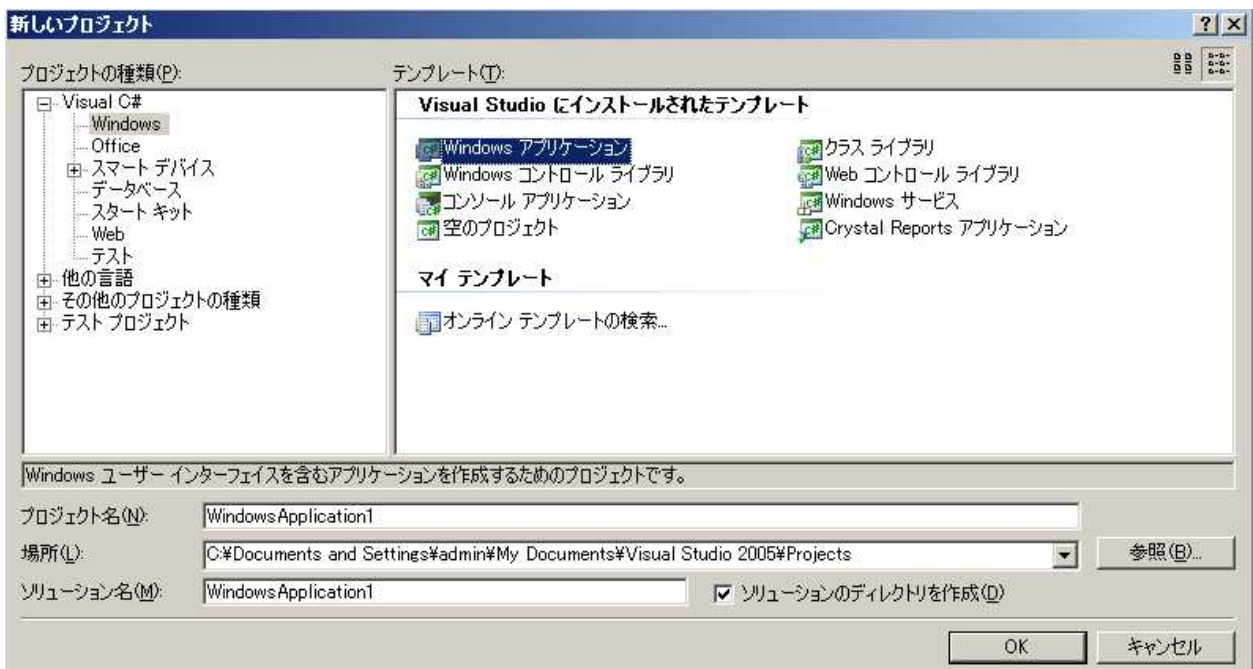 新しいプロジェクト
プロジェクトの種類(P):
テンプレート(T):
Visual C#
Windows
Office
スマート デバイス
データベース
スタート キット
Web
テスト
他の言語
その他のプロジェクトの種類
テスト プロジェクト
Visual Studio にインストールされたテンプレート
Windows アプリケーション
クラス ライブラリ
Windows コントロール ライブラリ
Web コントロール ライブラリ
コンソール アプリケーション
Windows サービス
空のプロジェクト
Crystal Reports アプリケーション
マイ テンプレート
オンライン テンプレートの検索...
Windows ユーザー インターフェイスを含むアプリケーションを作成するためのプロジェクトです。
プロジェクト名(N):
WindowsApplication1
場所(L):
C:¥Documents and Settings¥admin¥My Documents¥Visual Studio 2005¥Projects
参照(B)...
ソリューション名(M):
WindowsApplication1
ソリューションのディレクトリを作成(D)
OK
キャンセル